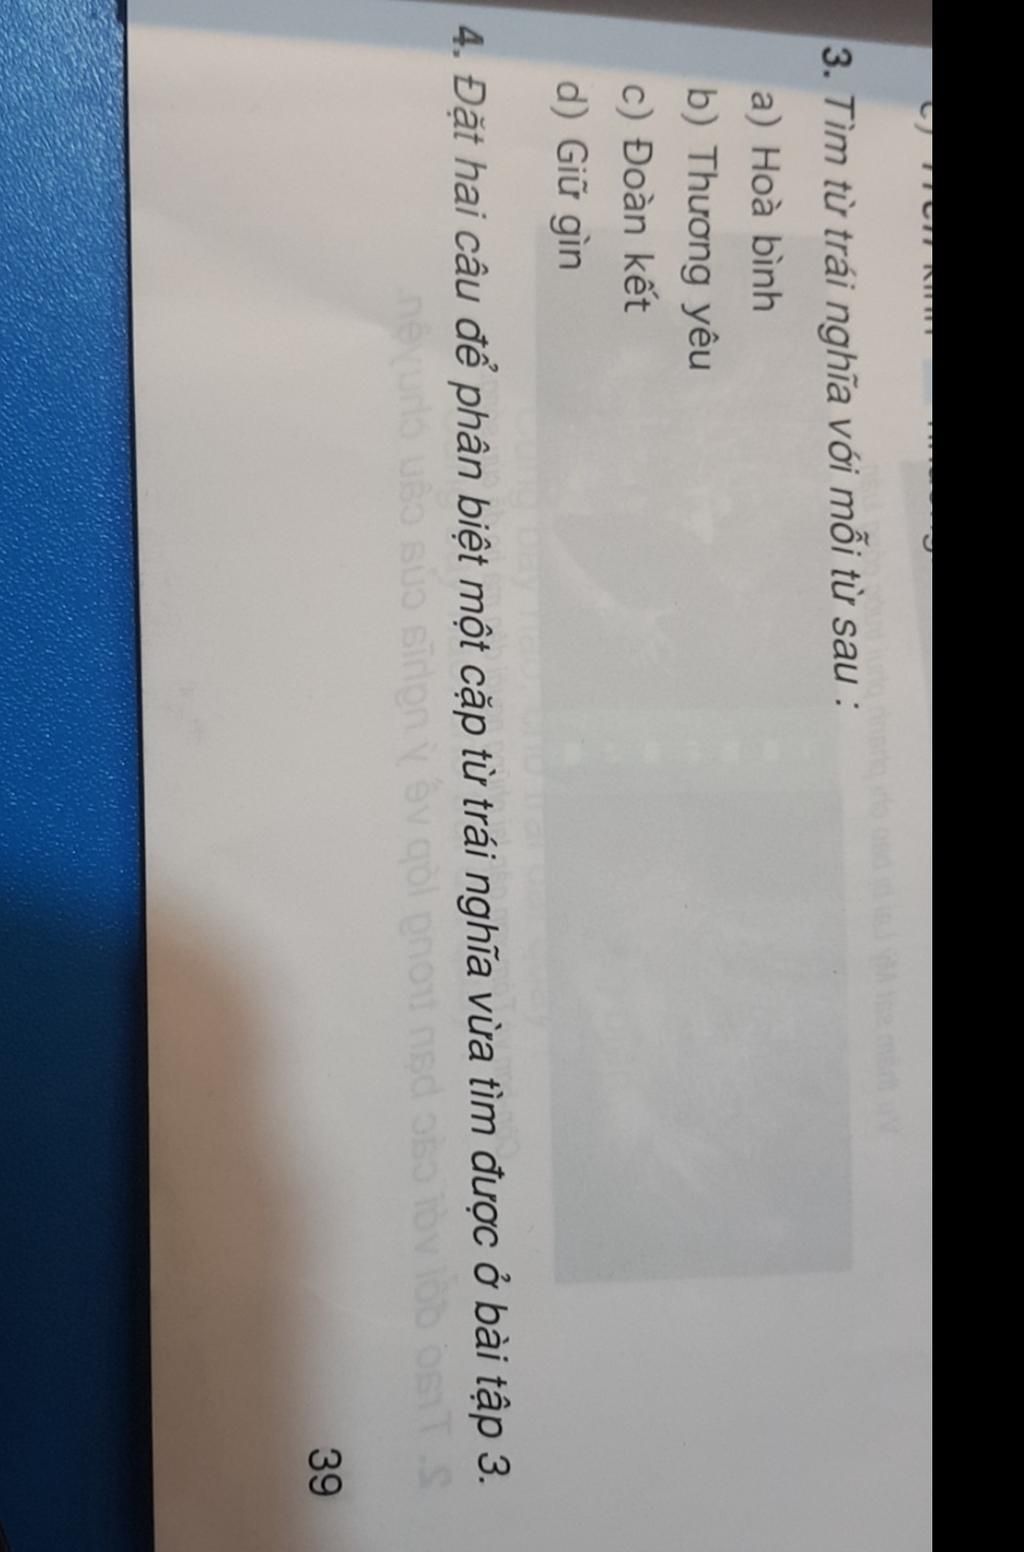 3. Tìm từ trái nghĩa với mỗi từ sau :
a) Hoà bình
b) Thương yêu
c) Đoàn kết
d) Giữ gìn
4. Đặt hai câu để phân biệt một cặp từ trái nghĩa vừa tìm được ở bài tập 3.
39